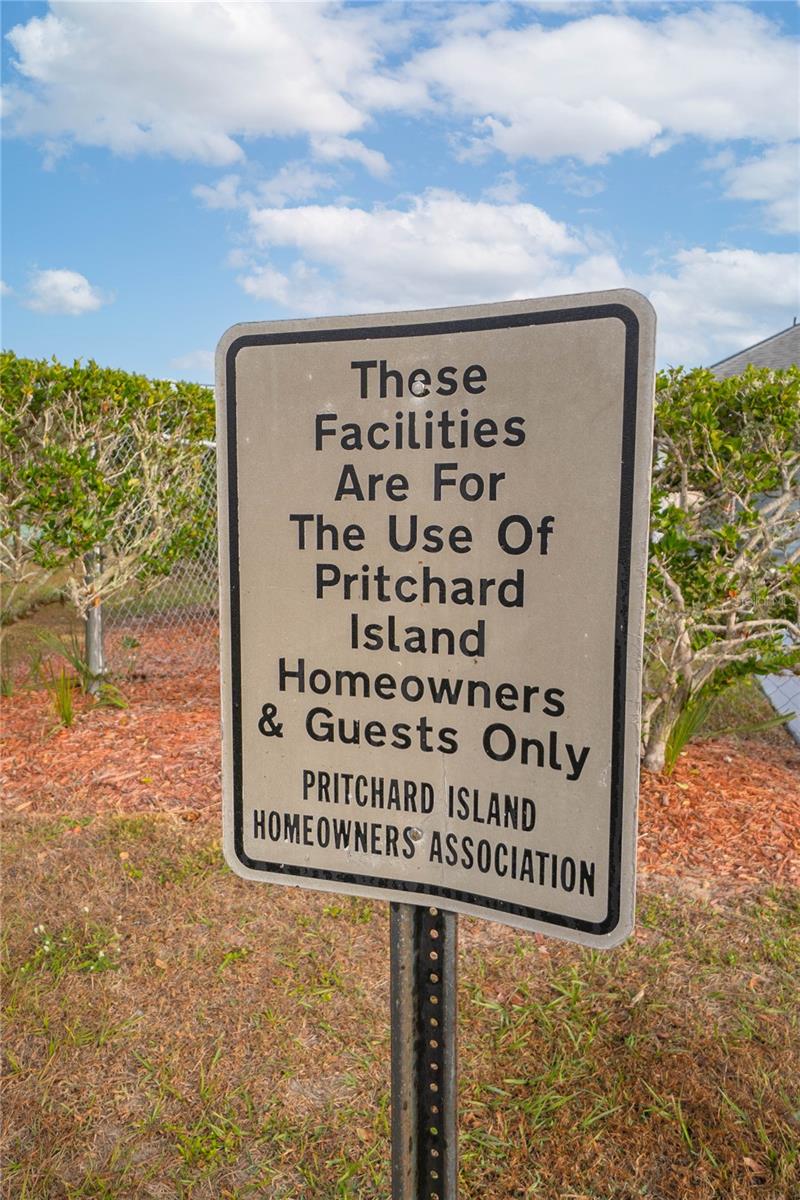 These
Facilities
Are For
The Use Of
Pritchard
Island
Homeowners
& Guests Only
PRITCHARD ISLAND
HOMEOWNERS ASSOCIATION